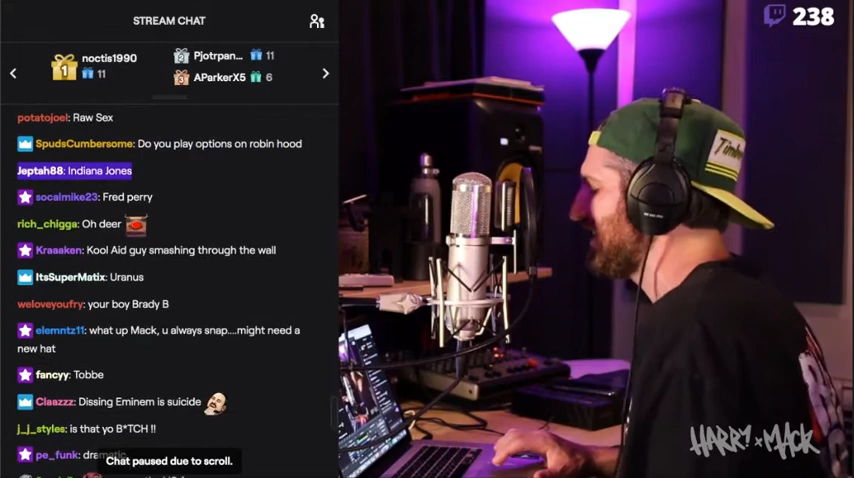 STREAM CHAT
238
noctis1990
11
Pjotrpan... 11
AParkerX5 6
potatojoel: Raw Sex
SpudsCumbersome: Do you play options on robin hood
Jeptah88: Indiana Jones
socalmike23: Fred perry
rich_chigga: Oh deer
Kraaaken: Kool Aid guy smashing through the wall
ItsSuperMatix: Uranus
weloveyoufry: your boy Brady B
elemntz11: what up Mack, u always snap....might need a
new hat
fancyy: Tobbe
Claazzz: Dissing Eminem is suicide
j_j_styles: is that yo B*TCH !!
pe_funk:
Chat paused due to scroll.
HARRY MACK